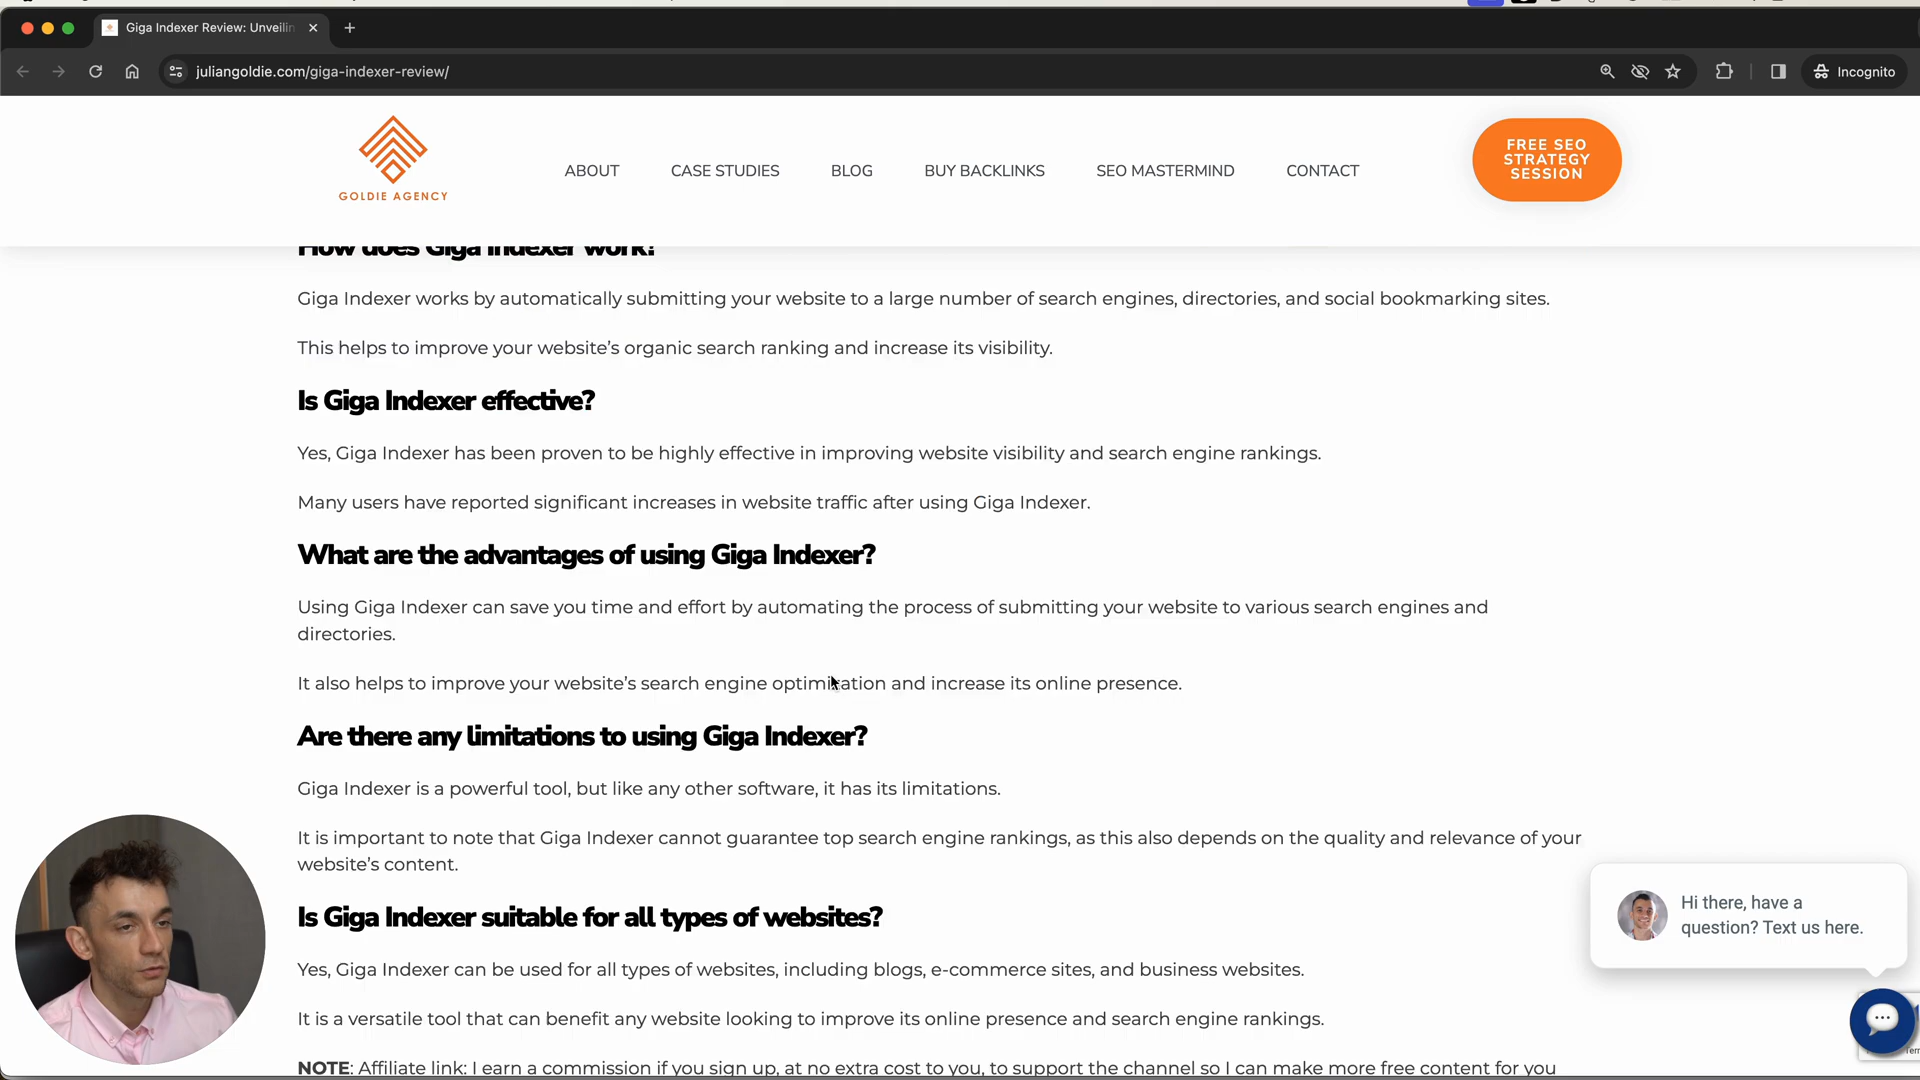 Giga Indexer Review: Unveilin
juliangoldie.com/giga-indexer-review/
Incognito
GOLDIE AGENCY
ABOUT
CASE STUDIES
BLOG
BUY BACKLINKS
SEO MASTERMIND
CONTACT
FREE SEO
STRATEGY
SESSION
How does Giga Indexer work?
Giga Indexer works by automatically submitting your website to a large number of search engines, directories, and social bookmarking sites.
This helps to improve your website’s organic search ranking and increase its visibility.
Is Giga Indexer effective?
Yes, Giga Indexer has been proven to be highly effective in improving website visibility and search engine rankings.
Many users have reported significant increases in website traffic after using Giga Indexer.
What are the advantages of using Giga Indexer?
Using Giga Indexer can save you time and effort by automating the process of submitting your website to various search engines and
directories.
It also helps to improve your website’s search engine optimization and increase its online presence.
Are there any limitations to using Giga Indexer?
Giga Indexer is a powerful tool, but like any other software, it has its limitations.
It is important to note that Giga Indexer cannot guarantee top search engine rankings, as this also depends on the quality and relevance of your
website’s content.
Is Giga Indexer suitable for all types of websites?
Yes, Giga Indexer can be used for all types of websites, including blogs, e-commerce sites, and business websites.
It is a versatile tool that can benefit any website looking to improve its online presence and search engine rankings.
NOTE: Affiliate link: I earn a commission if you sign up, at no extra cost to you, to support the channel so I can make more free content for you
Hi there, have a
question? Text us here.